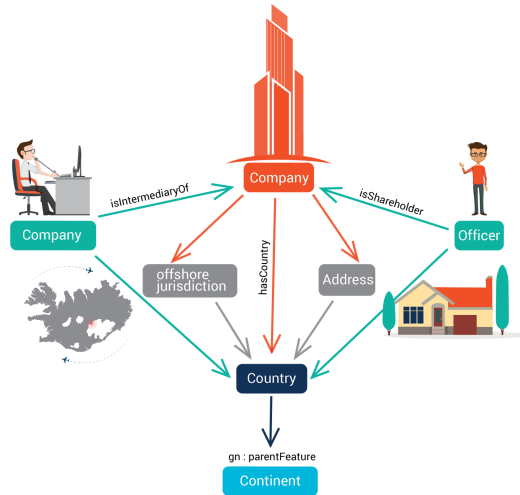 Company
isIntermediaryOf
isShareholder
Company
Officer
hasCountry
offshore
jurisdiction
Address
Country
gn : parentFeature
Continent